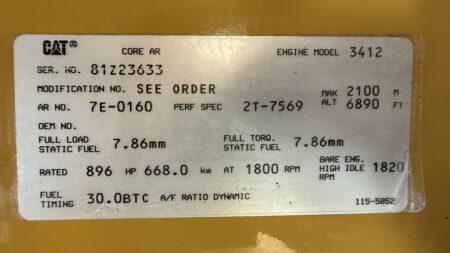 CAT® CORE AR ENGINE MODEL 3412
SER. NO. 81Z23633
MODIFICATION NO. SEE ORDER MAX ALT 2100 M 6890 FT
AR NO. 7E-0160 PERF SPEC 2T-7569
OEM NO.
FULL LOAD STATIC FUEL 7.86mm FULL TORQ. STATIC FUEL 7.86mm
RATED 896 HP 668.0 kw AT 1800 RPM BARE ENG. HIGH IDLE RPM 1820
FUEL TIMING 30.0BTC A/F RATIO DYNAMIC
115-5852